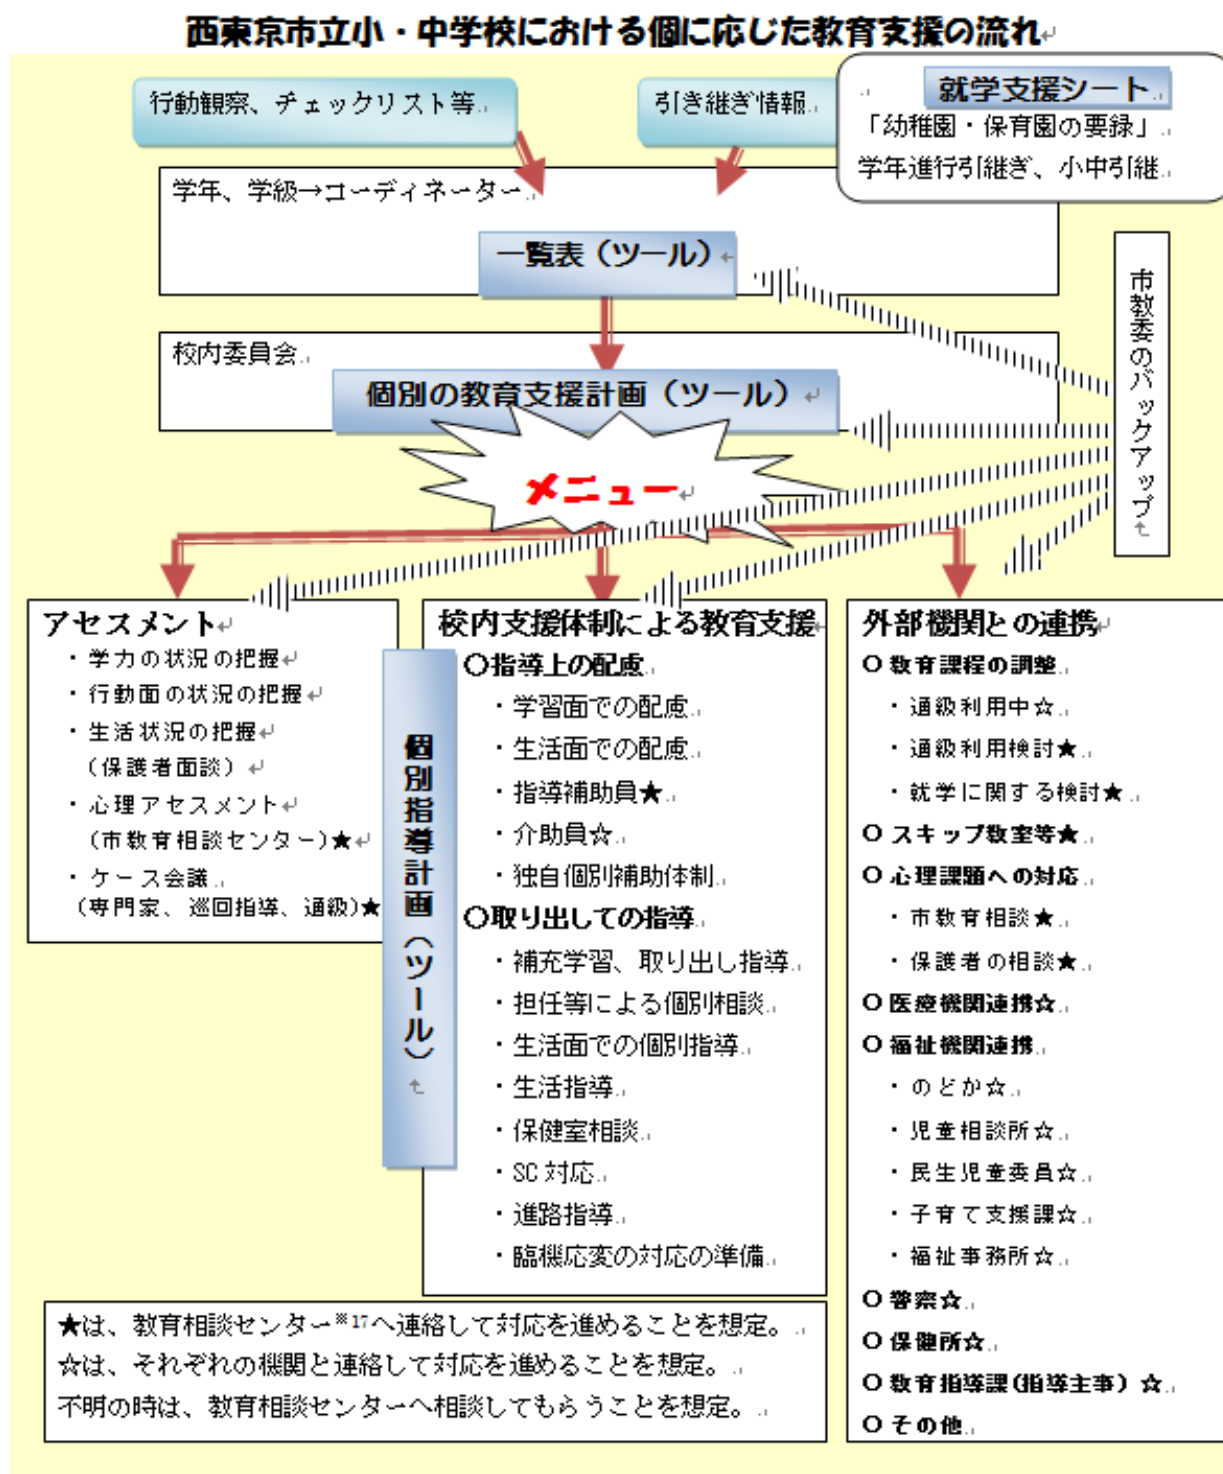 西東京市立小・中学校における個に応じた教育支援の流れ
行動観察、チェックリスト等
引き継ぎ情報
就学支援シート
「幼稚園・保育園の要録」
学年進行引継ぎ、小中引継
学年、学級→コーディネーター
一覧表（ツール）
市教委のバックアップ
校内委員会
個別の教育支援計画（ツール）
メニュー
アセスメント
・学力の状況の把握
・行動面の状況の把握
・生活状況の把握
（保護者面談）
・心理アセスメント
（市教育相談センター）★
・ケース会議
（専門家、巡回指導、通級）★
個別指導計画（ツール）
校内支援体制による教育支援
〇指導上の配慮
・学習面での配慮
・生活面での配慮
・指導補助員★
・介助員☆
・独自個別補助体制
〇取り出しての指導
・補充学習、取り出し指導
・担任等による個別相談
・生活面での個別指導
・生活指導
・保健室相談
・SC対応
・進路指導
・臨機応変の対応の準備
外部機関との連携
〇教育課程の調整
・通級利用中☆
・通級利用検討★
・就学に関する検討★
〇スキップ教室等★
〇心理課題への対応
・市教育相談★
・保護者の相談★
〇医療機関連携☆
〇福祉機関連携
・のどか☆
・児童相談所☆
・民生児童委員☆
・子育て支援課☆
・福祉事務所☆
〇警察☆
〇保健所☆
〇教育指導課（指導主事）☆
〇その他
★は、教育相談センター※17へ連絡して対応を進めることを想定。
☆は、それぞれの機関と連絡して対応を進めることを想定。
不明の時は、教育相談センターへ相談してもらうことを想定。